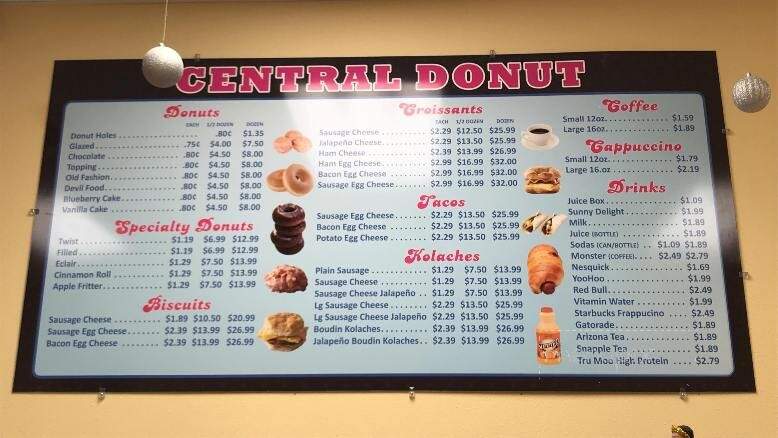 CENTRAL DONUT
Donuts
EACH 1/2 DOZEN DOZEN
Donut Holes .80¢ $1.35
Glazed .75¢ $4.00 $7.50
Chocolate .80¢ $4.50 $8.00
Topping .80¢ $4.50 $8.00
Old Fashion .80¢ $4.50 $8.00
Devil Food .80¢ $4.50 $8.00
Blueberry Cake .80¢ $4.50 $8.00
Vanilla Cake .80¢ $4.50 $8.00
Specialty Donuts
Twist $1.19 $6.99 $12.99
Filled $1.19 $6.99 $12.99
Eclair $1.29 $7.50 $13.99
Cinnamon Roll $1.29 $7.50 $13.99
Apple Fritter $1.29 $7.50 $13.99
Biscuits
Sausage Cheese $1.89 $10.50 $20.99
Sausage Egg Cheese $2.39 $13.99 $26.99
Bacon Egg Cheese $2.39 $13.99 $26.99
Croissants
EACH 1/2 DOZEN DOZEN
Sausage Cheese $2.29 $12.50 $25.99
Jalapeño Cheese $2.29 $13.50 $25.99
Ham Cheese $2.39 $13.99 $26.99
Ham Egg Cheese $2.99 $16.99 $32.00
Bacon Egg Cheese $2.99 $16.99 $32.00
Sausage Egg Cheese $2.99 $16.99 $32.00
Tacos
Sausage Egg Cheese $2.29 $13.50 $25.99
Bacon Egg Cheese $2.29 $13.50 $25.99
Potato Egg Cheese $2.29 $13.50 $25.99
Kolaches
Plain Sausage $1.29 $7.50 $13.99
Sausage Cheese $1.29 $7.50 $13.99
Sausage Cheese Jalapeño $1.29 $7.50 $13.99
Lg Sausage Cheese $2.29 $13.50 $25.99
Lg Sausage Cheese Jalapeño $2.29 $13.50 $25.99
Boudin Kolaches $2.39 $13.99 $26.99
Jalapeño Boudin Kolaches $2.39 $13.99 $26.99
Coffee
Small 12oz. $1.59
Large 16oz. $1.89
Cappuccino
Small 12oz. $1.79
Large 16.oz $2.19
Drinks
Juice Box $1.09
Sunny Delight $1.99
Milk $1.89
Juice (BOTTLE) $1.89
Sodas (CAN/BOTTLE) $1.09 $1.89
Monster (COFFEE) $2.49 $2.79
Nesquick $1.69
YooHoo $1.99
Red Bull $2.49
Vitamin Water $1.99
Starbucks Frappucino $2.49
Gatorade $1.89
Arizona Tea $1.89
Snapple Tea $1.89
Tru Moo High Protein $2.79